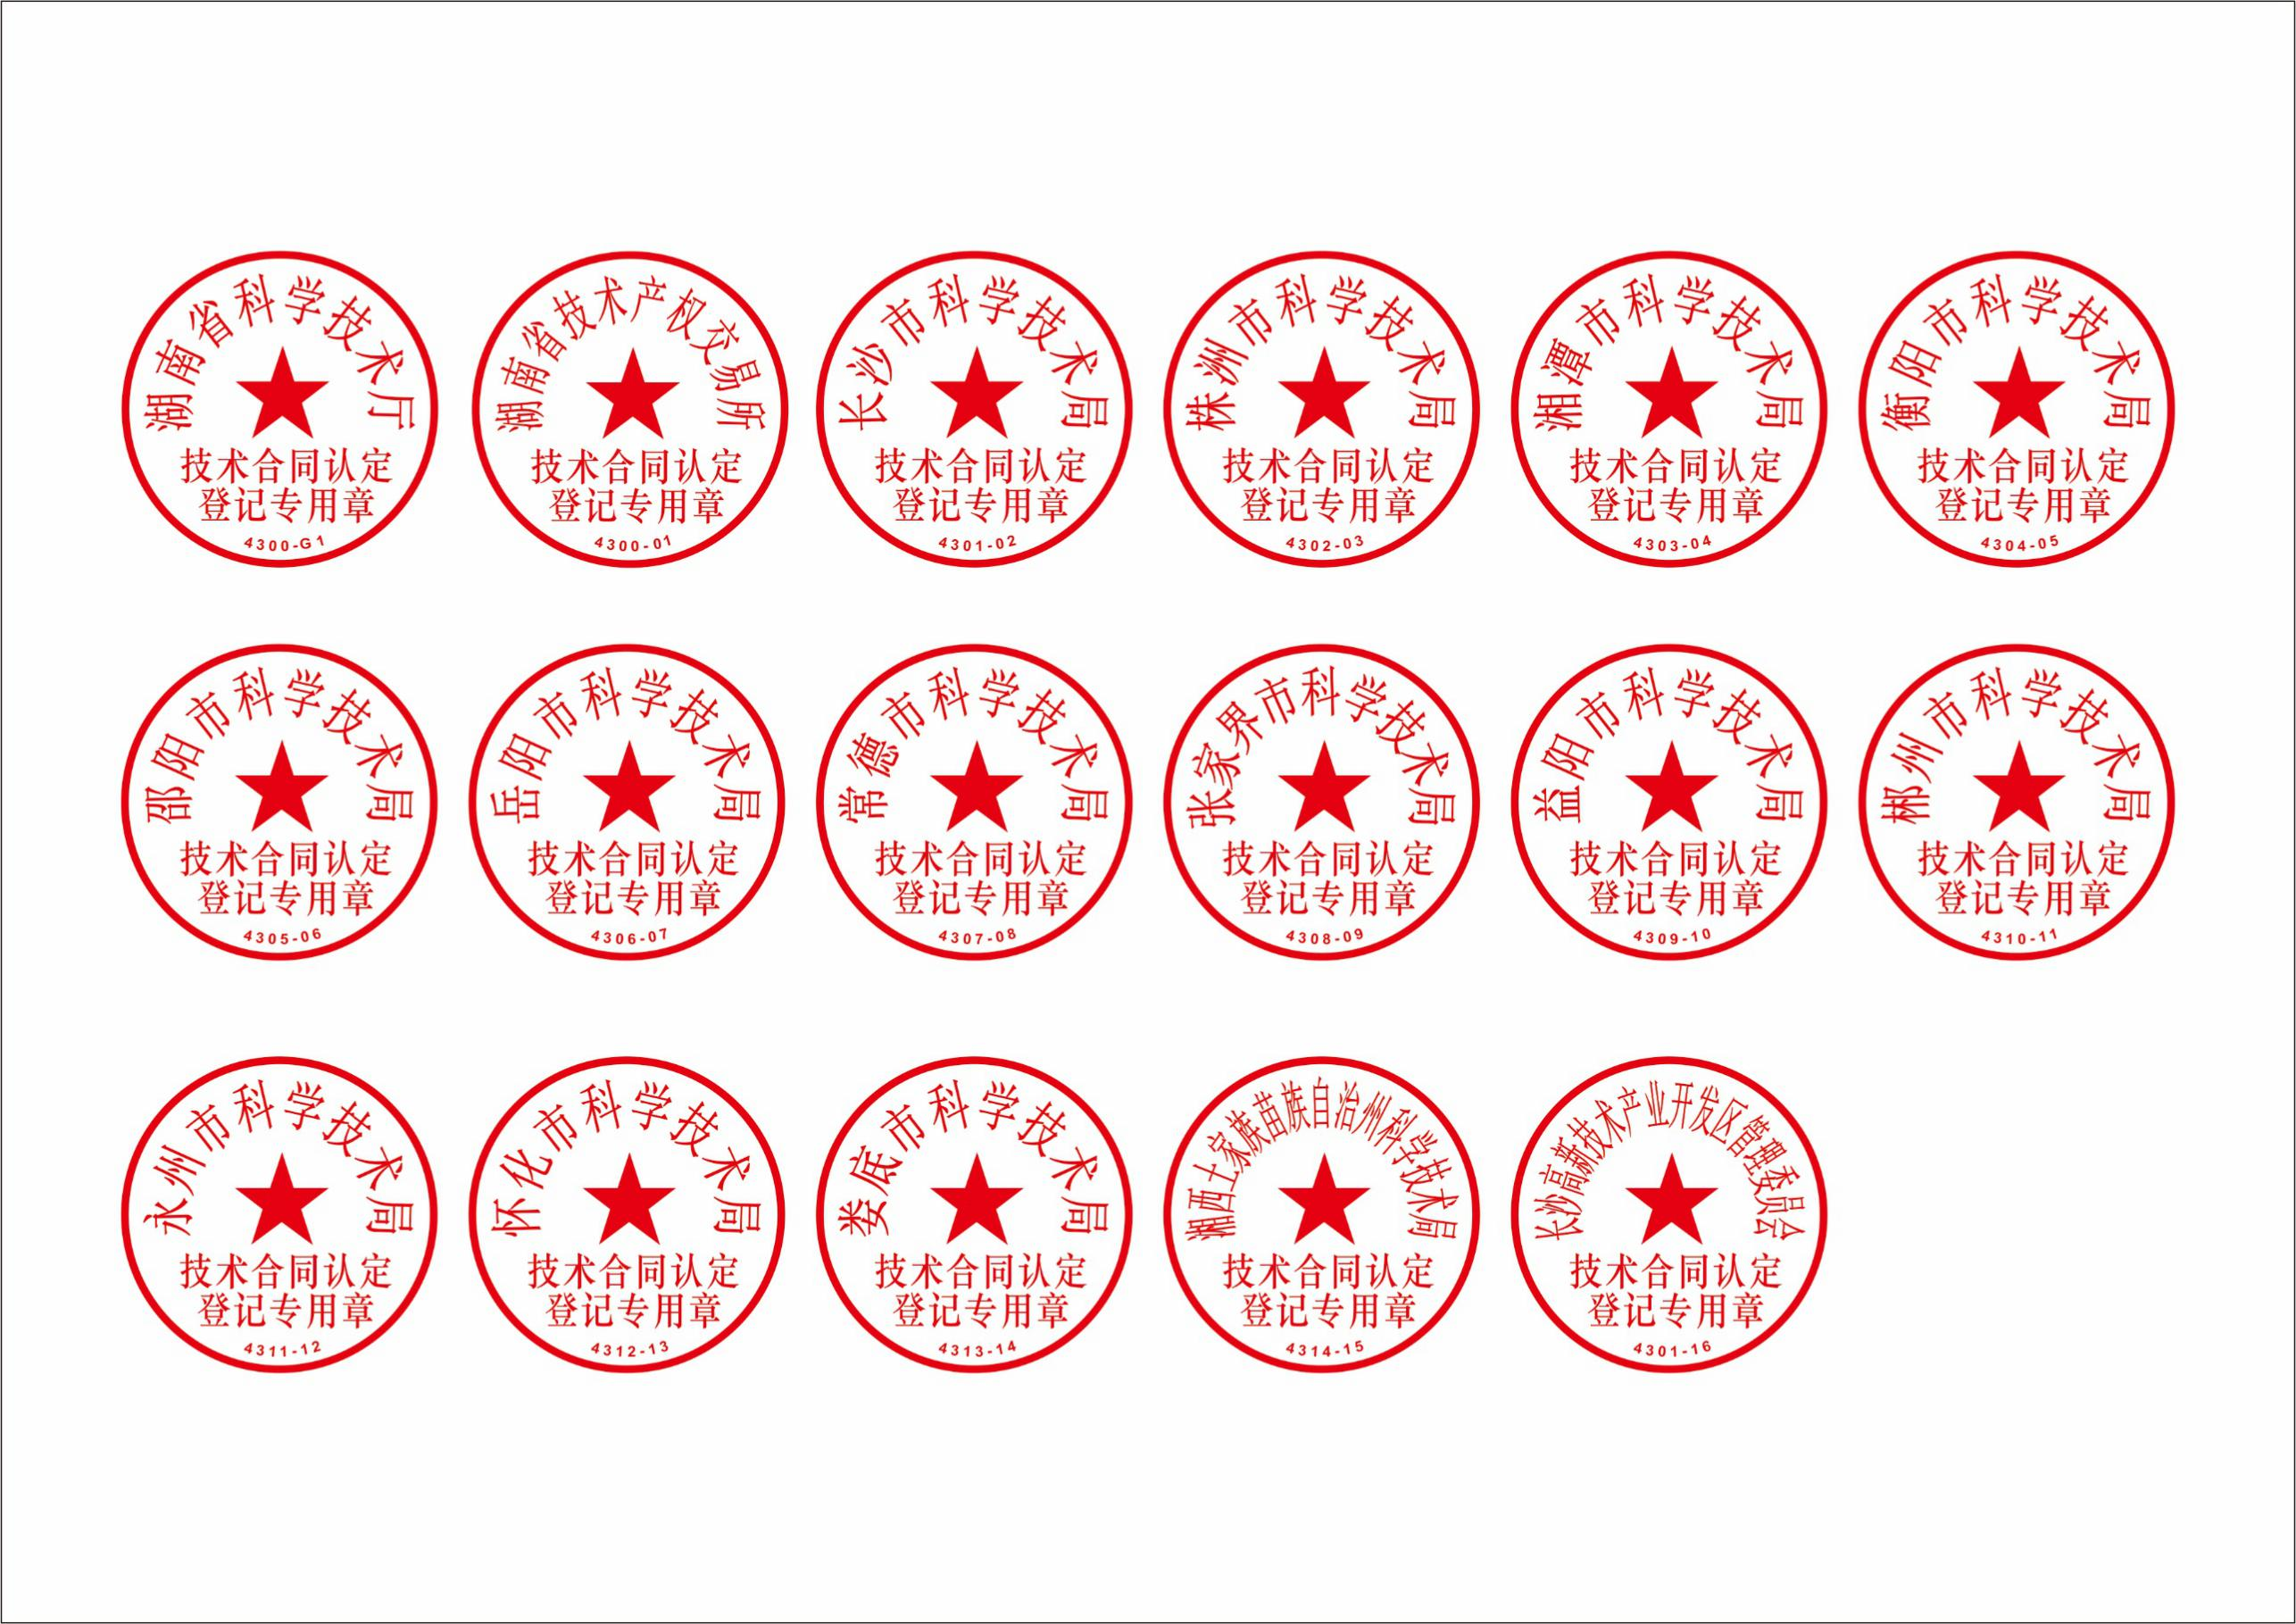 湖南省科学技术厅
技术合同认定
登记专用章
4300-G1
湖南省技术产权交易所
技术合同认定
登记专用章
4300-01
长沙市科学技术局
技术合同认定
登记专用章
4301-02
株洲市科学技术局
技术合同认定
登记专用章
4302-03
湘潭市科学技术局
技术合同认定
登记专用章
4303-04
衡阳市科学技术局
技术合同认定
登记专用章
4304-05
邵阳市科学技术局
技术合同认定
登记专用章
4305-06
岳阳市科学技术局
技术合同认定
登记专用章
4306-07
常德市科学技术局
技术合同认定
登记专用章
4307-08
张家界市科学技术局
技术合同认定
登记专用章
4308-09
益阳市科学技术局
技术合同认定
登记专用章
4309-10
郴州市科学技术局
技术合同认定
登记专用章
4310-11
永州市科学技术局
技术合同认定
登记专用章
4311-12
怀化市科学技术局
技术合同认定
登记专用章
4312-13
娄底市科学技术局
技术合同认定
登记专用章
4313-14
湘西土家族苗族自治州科学技术局
技术合同认定
登记专用章
4314-15
长沙高新技术产业开发区管理委员会
技术合同认定
登记专用章
4301-16